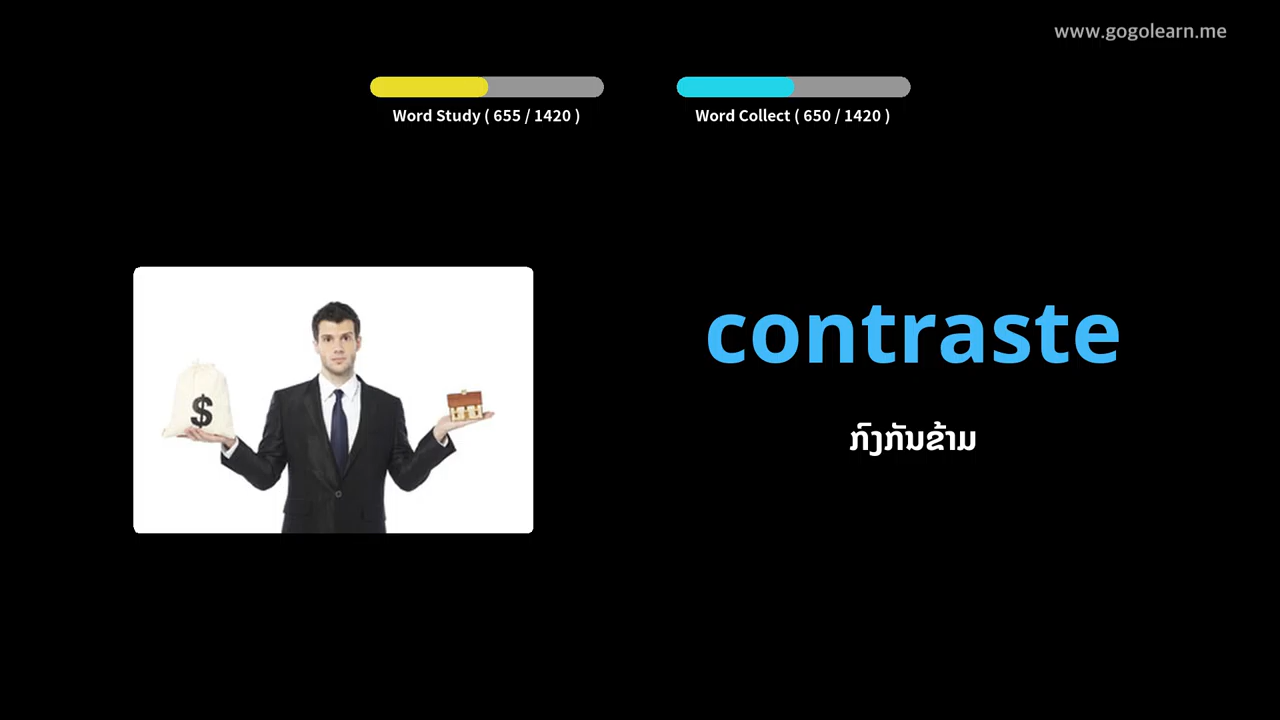 www.gogolearn.me
Word Study ( 655 / 1420 )
Word Collect ( 650 / 1420 )
$
contraste
ກົງກັນຂ້າມ